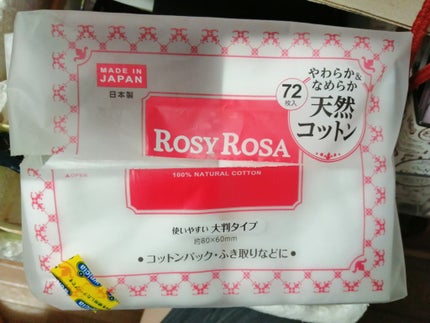 MADE IN
JAPAN
日本製
72
枚入
やわらか&
なめらか
天然
コットン
ROSY ROSA
100% NATURAL COTTON
OPEN
使いやすい 大判タイプ
約80×60mm
・コットンパック・ふき取りなどに・